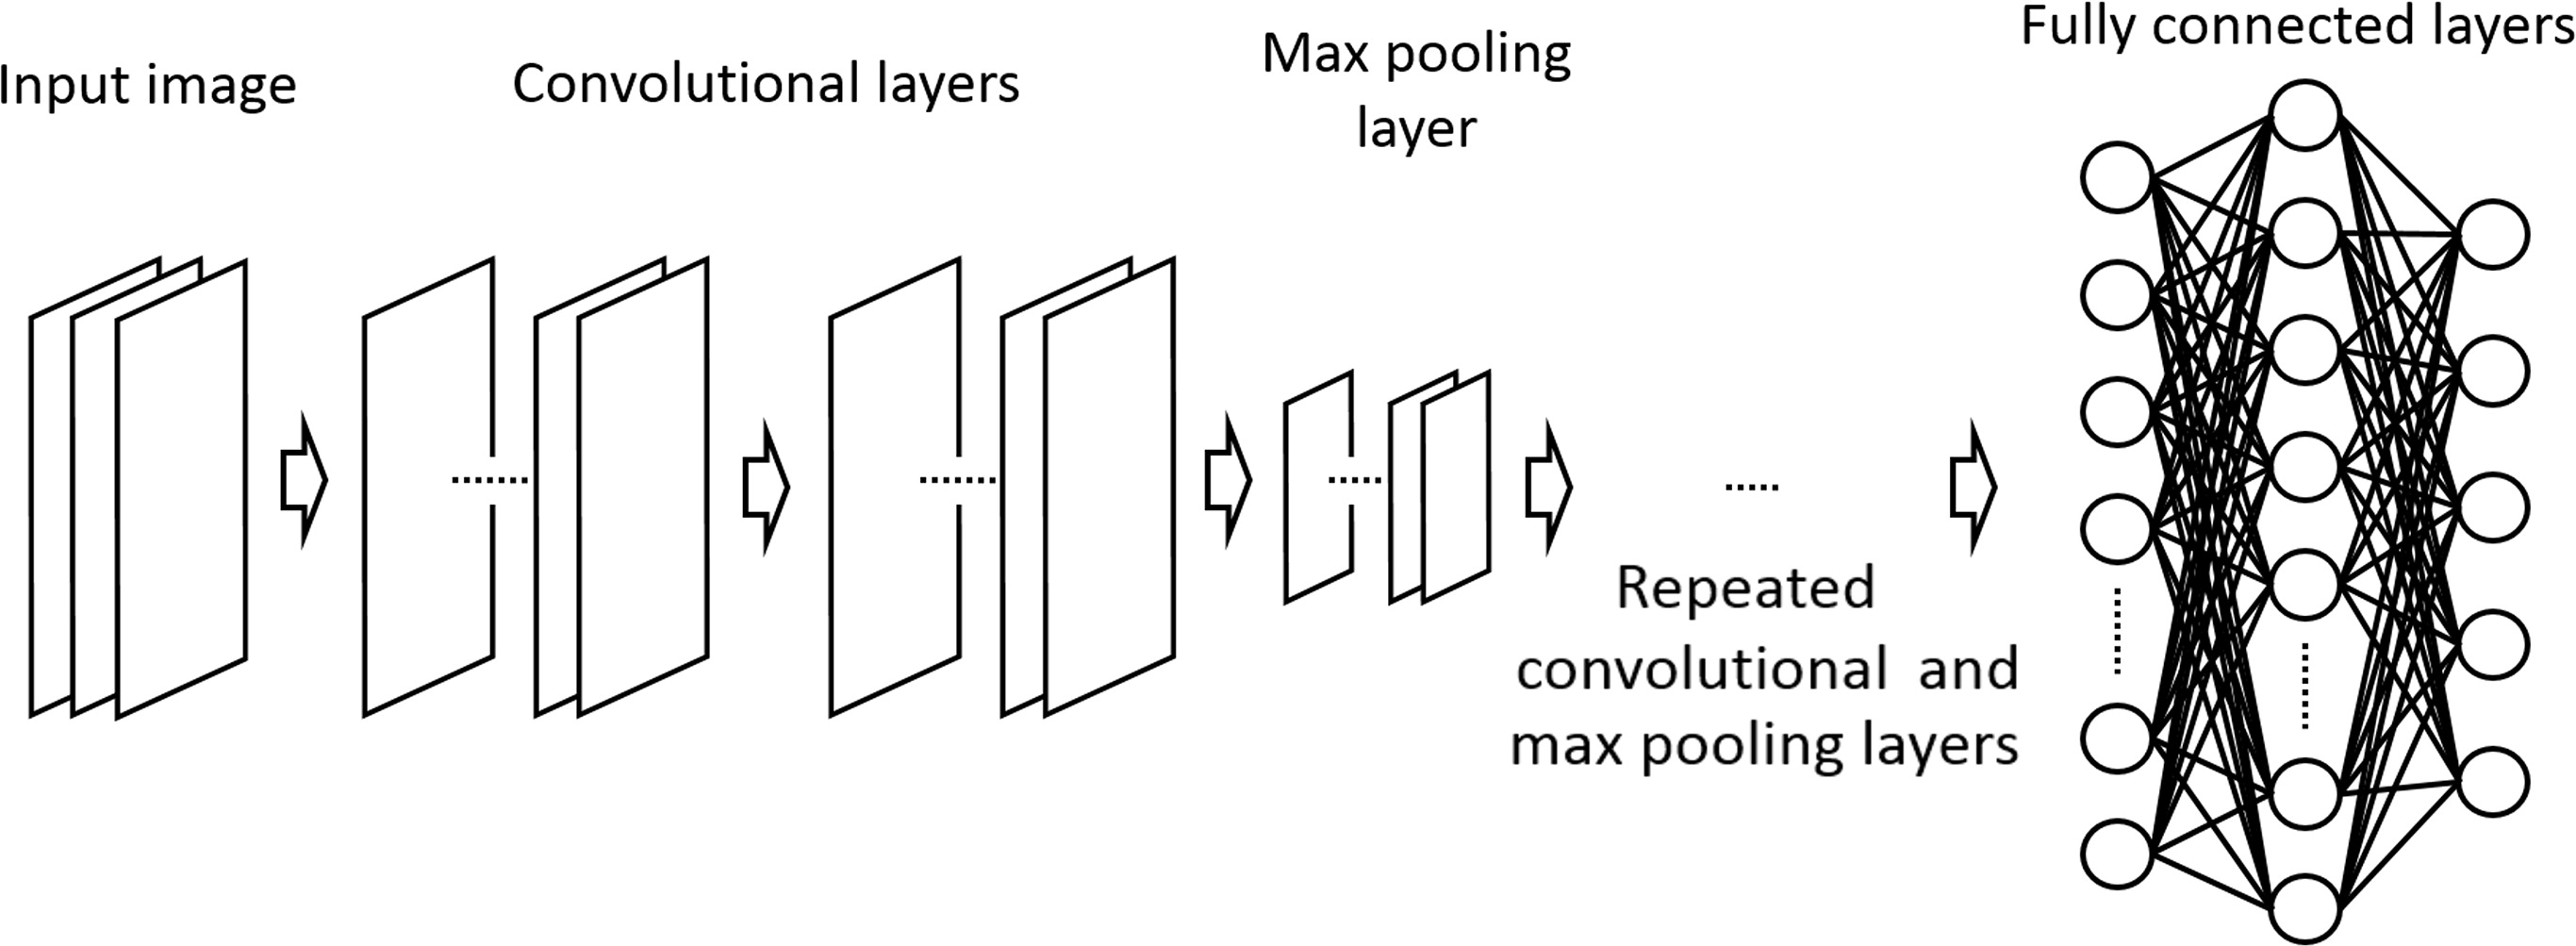 Input image
Convolutional layers
Max pooling
layer
Fully connected layers
Repeated
convolutional and
max pooling layers